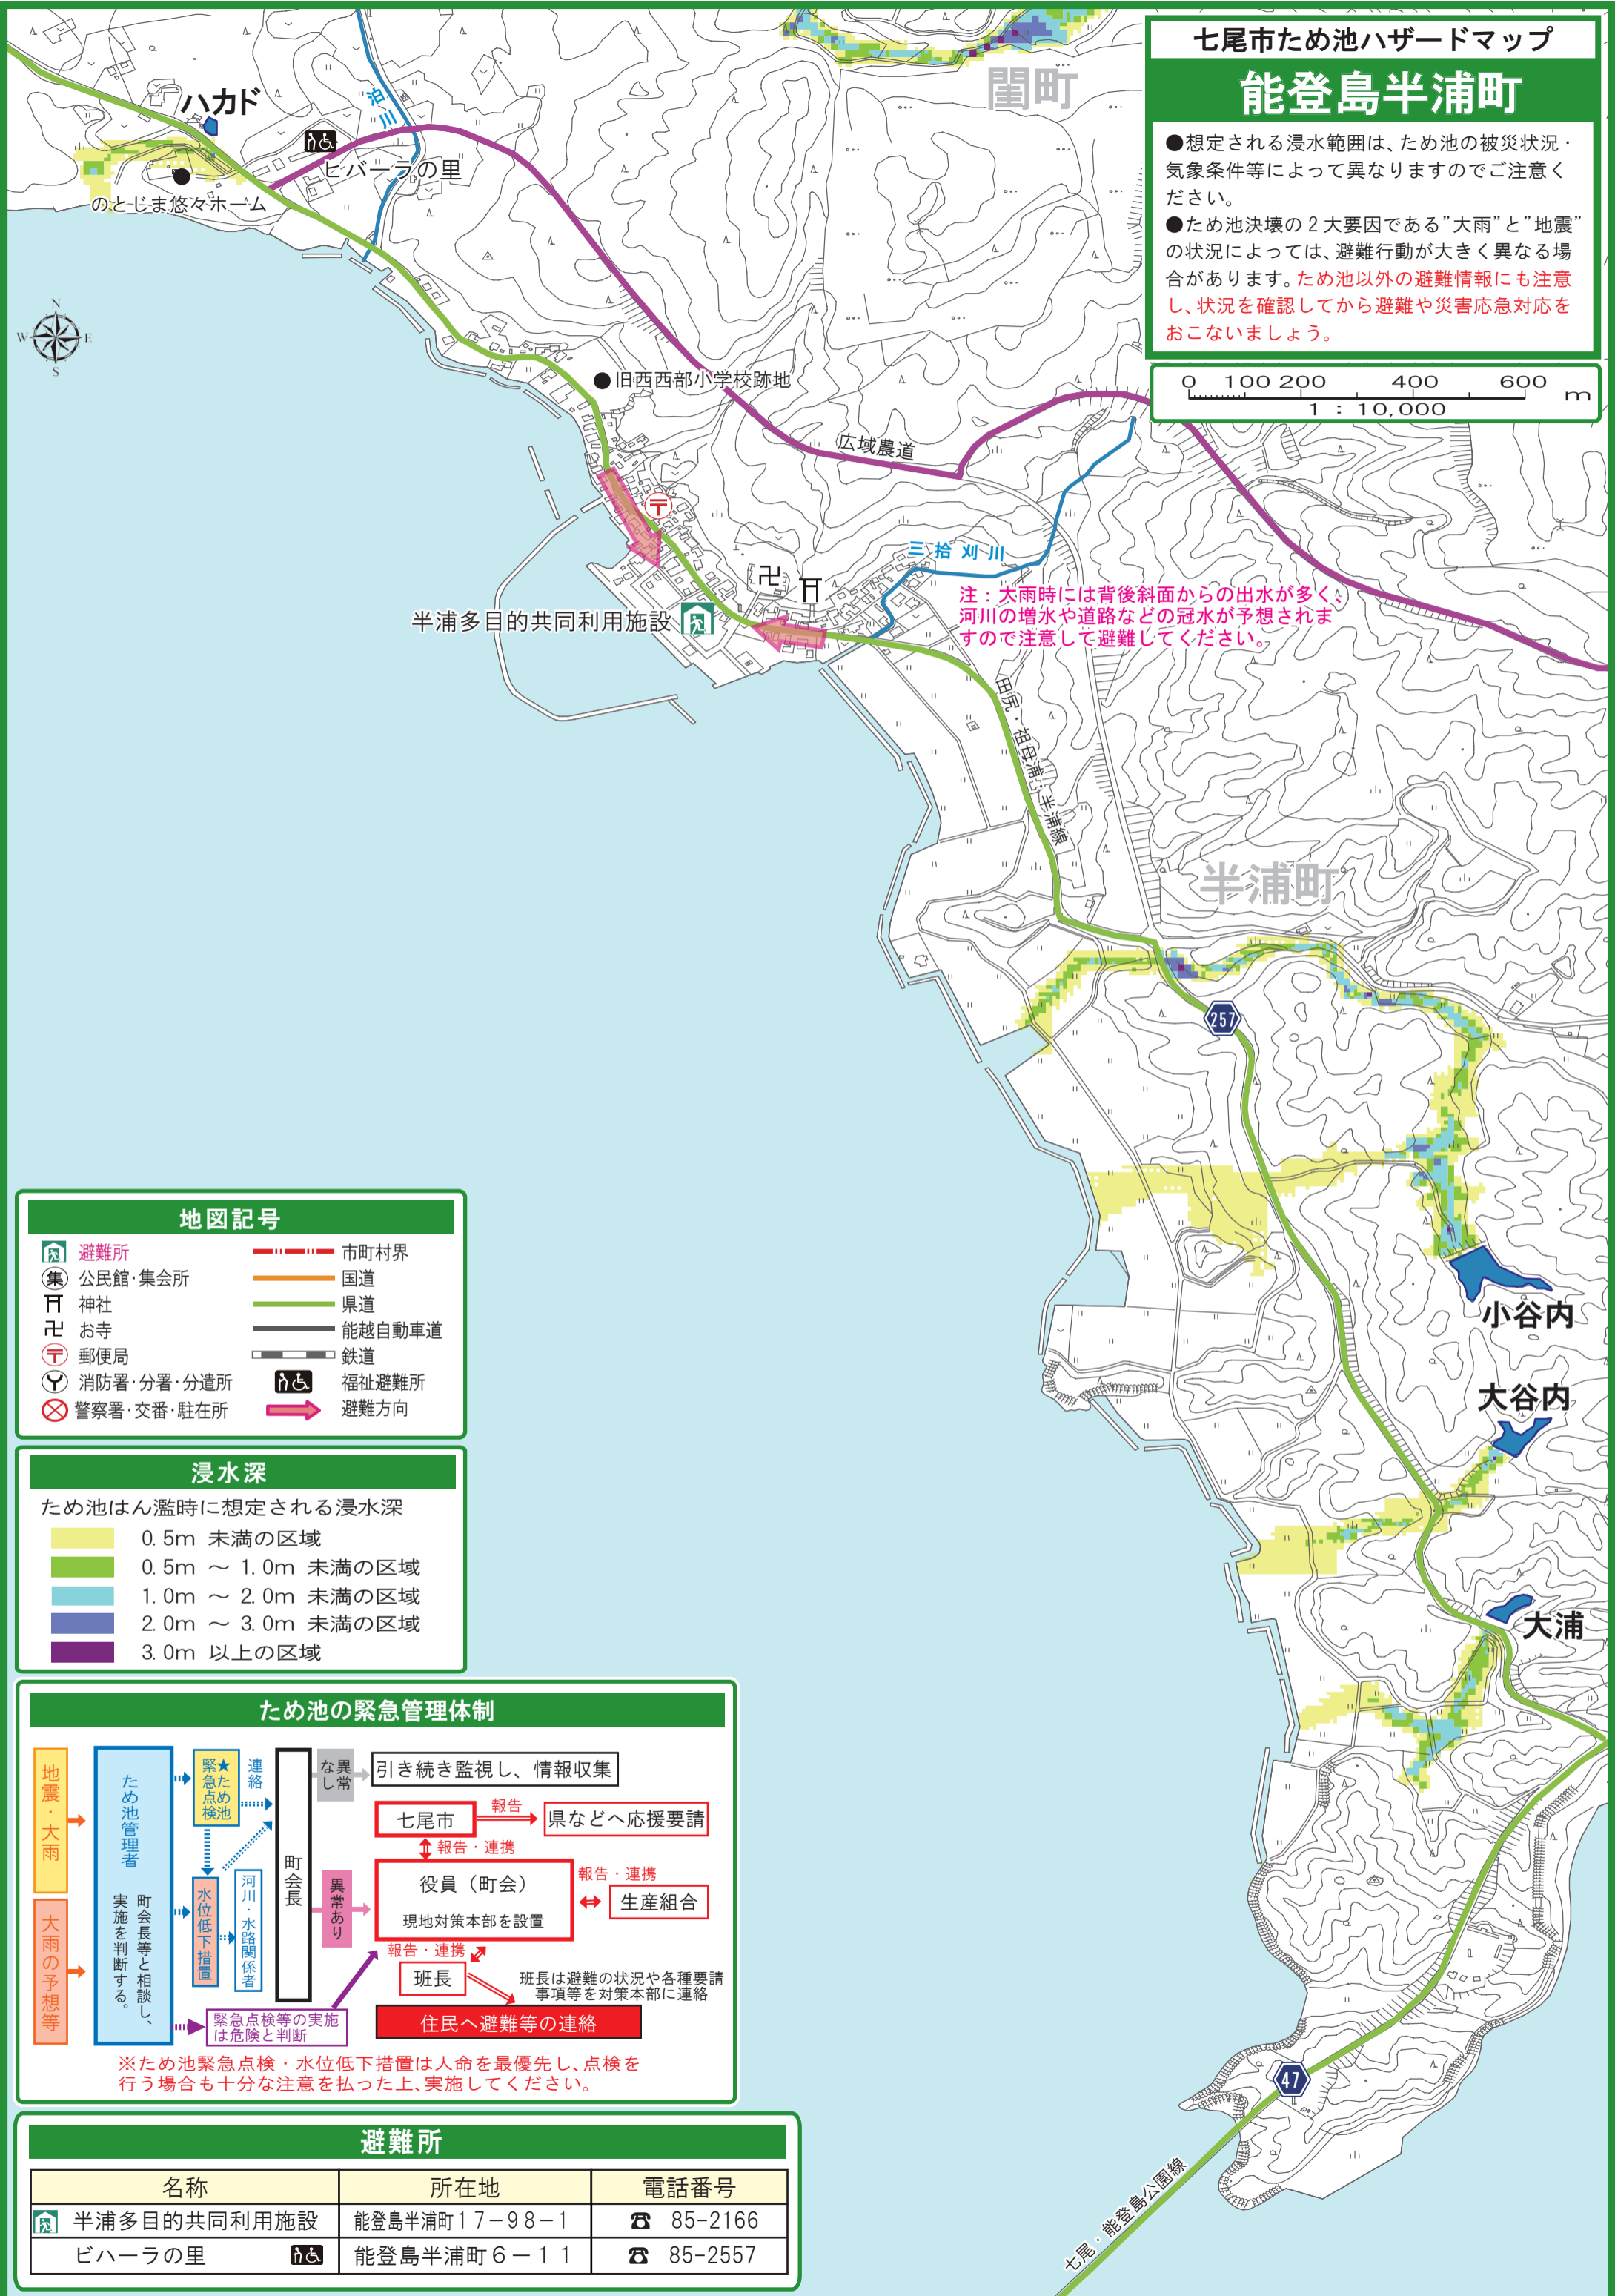 七尾市ため池ハザードマップ
能登島半浦町
●想定される浸水範囲は、ため池の被災状況・
気象条件等によって異なりますのでご注意く
ださい。
●ため池決壊の２大要因である”大雨”と”地震”
の状況によっては、避難行動が大きく異なる場
合があります。ため池以外の避難情報にも注意
し、状況を確認してから避難や災害応急対応を
おこないましょう。
0 100 200 400 600 m
1 : 10,000
閨町
ハカド
泊川
ビハーラの里
のとじま悠々ホーム
N
W E
S
旧西西部小学校跡地
広域農道
三拾刈川
注：大雨時には背後斜面からの出水が多く、
河川の増水や道路などの冠水が予想されま
すので注意して避難してください。
半浦多目的共同利用施設
田尻・祖母浦・半浦線
半浦町
257
小谷内
大谷内
大浦
47
七尾・能登島公園線
地図記号
避難所
市町村界
集 公民館・集会所
国道
神社
県道
お寺
能越自動車道
郵便局
鉄道
消防署・分署・分遣所
福祉避難所
警察署・交番・駐在所
避難方向
浸水深
ため池はん濫時に想定される浸水深
0.5m 未満の区域
0.5m ～ 1.0m 未満の区域
1.0m ～ 2.0m 未満の区域
2.0m ～ 3.0m 未満の区域
3.0m 以上の区域
ため池の緊急管理体制
地震・大雨
大雨の予想等
ため池管理者
町会長等と相談し、
実施を判断する。
★ため池
緊急点検
連絡
水位低下措置
河川・水路関係者
緊急点検等の実施
は危険と判断
町会長
異常
なし
引き続き監視し、情報収集
異常あり
七尾市
報告
県などへ応援要請
報告・連携
役員（町会）
現地対策本部を設置
報告・連携
生産組合
報告・連携
班長
班長は避難の状況や各種要請
事項等を対策本部に連絡
住民へ避難等の連絡
※ため池緊急点検・水位低下措置は人命を最優先し、点検を
行う場合も十分な注意を払った上、実施してください。
避難所
名称 所在地 電話番号
半浦多目的共同利用施設 能登島半浦町１７－９８－１ ☎ 85-2166
ビハーラの里 能登島半浦町６－１１ ☎ 85-2557